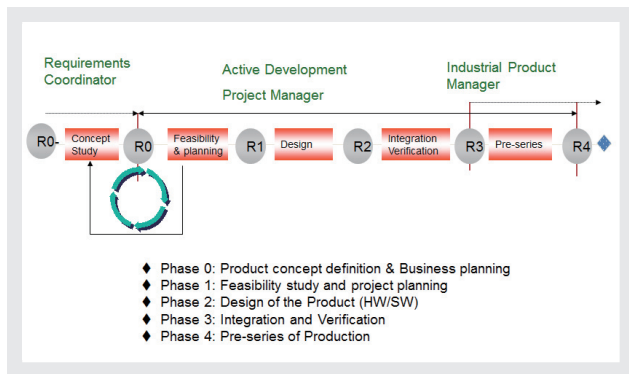 Requirements
Coordinator
Active Development
Project Manager
Industrial Product
Manager
R0-
Concept
Study
R0
Feasibility
& planning
R1
Design
R2
Integration
Verification
R3
Pre-series
R4
♦ Phase 0: Product concept definition & Business planning
♦ Phase 1: Feasibility study and project planning
♦ Phase 2: Design of the Product (HW/SW)
♦ Phase 3: Integration and Verification
♦ Phase 4: Pre-series of Production